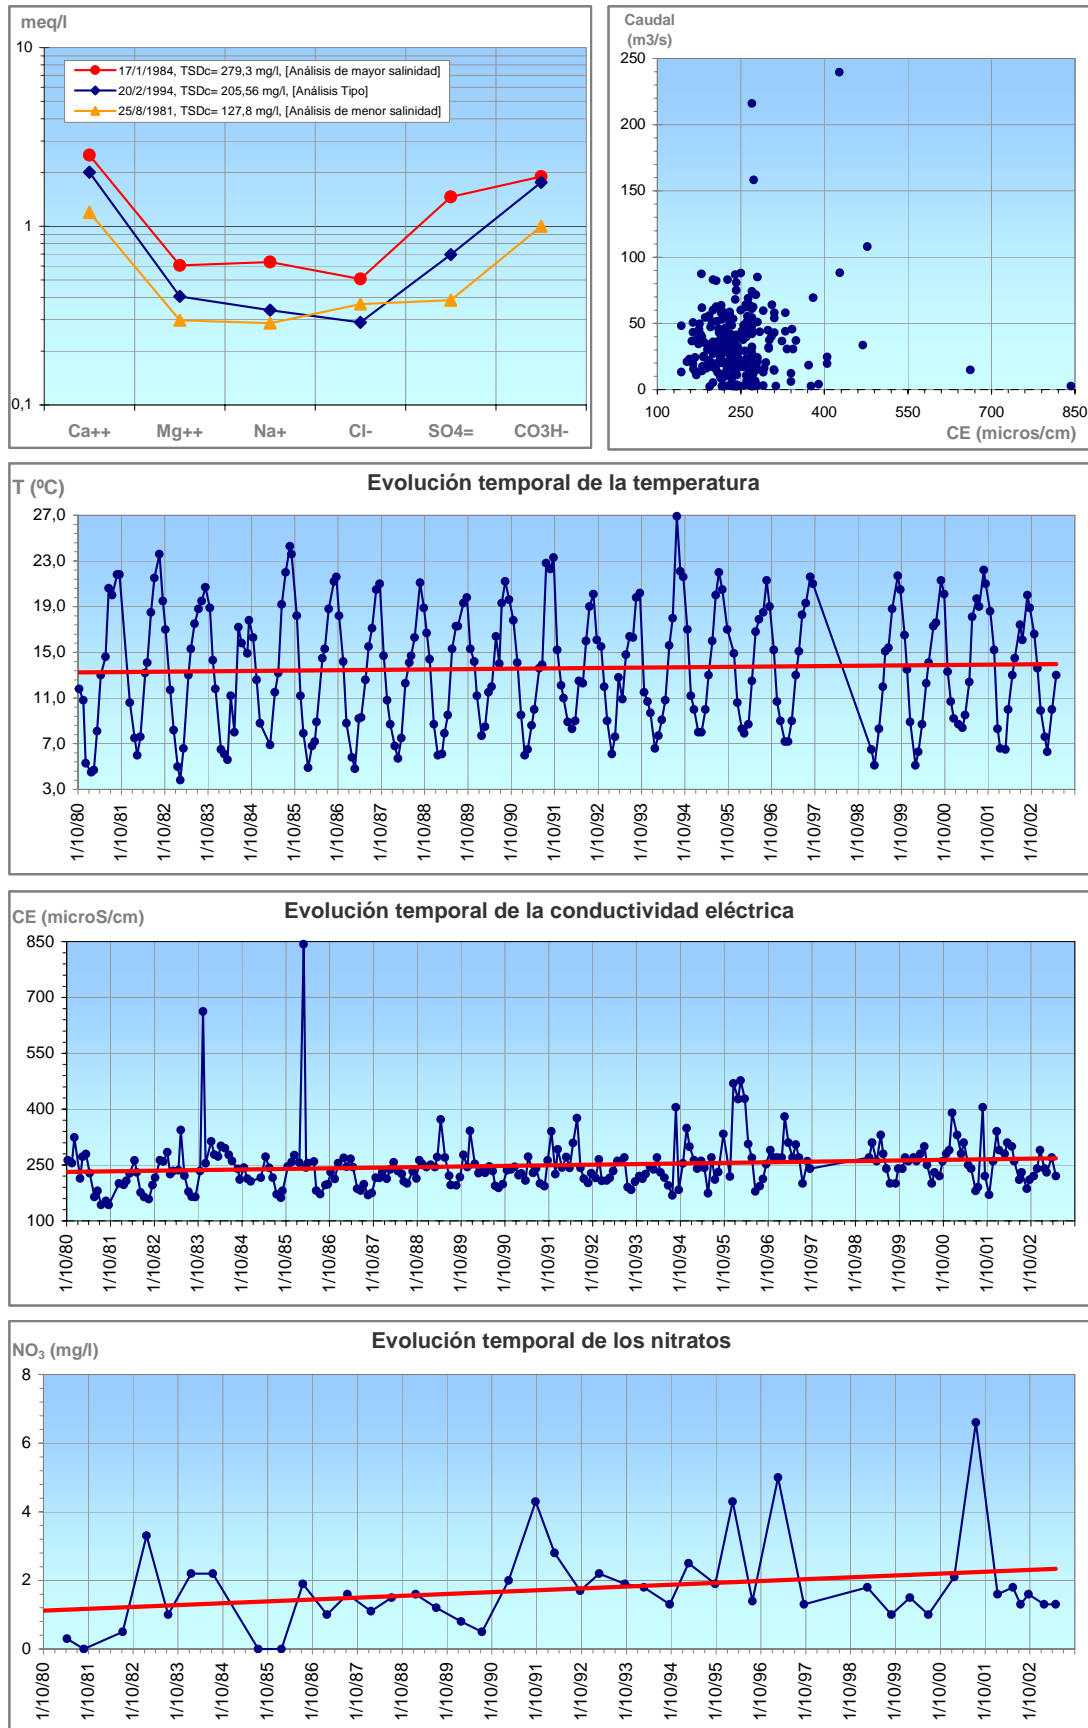 meq/l
10
1
0,1
17/1/1984, TSDc= 279,3 mg/l, [Análisis de mayor salinidad]
20/2/1994, TSDc= 205,56 mg/l, [Análisis Tipo]
25/8/1981, TSDc= 127,8 mg/l, [Análisis de menor salinidad]
Ca++ Mg++ Na+ Cl- SO4= CO3H-
Caudal
(m3/s)
250
200
150
100
50
0
100 250 400 550 700 850
CE (micros/cm)
T (ºC)
Evolución temporal de la temperatura
27,0
23,0
19,0
15,0
11,0
7,0
3,0
1/10/80 1/10/81 1/10/82 1/10/83 1/10/84 1/10/85 1/10/86 1/10/87 1/10/88 1/10/89 1/10/90 1/10/91 1/10/92 1/10/93 1/10/94 1/10/95 1/10/96 1/10/97 1/10/98 1/10/99 1/10/00 1/10/01 1/10/02
CE (microS/cm)
Evolución temporal de la conductividad eléctrica
850
700
550
400
250
100
1/10/80 1/10/81 1/10/82 1/10/83 1/10/84 1/10/85 1/10/86 1/10/87 1/10/88 1/10/89 1/10/90 1/10/91 1/10/92 1/10/93 1/10/94 1/10/95 1/10/96 1/10/97 1/10/98 1/10/99 1/10/00 1/10/01 1/10/02
NO3 (mg/l)
Evolución temporal de los nitratos
8
6
4
2
0
1/10/80 1/10/81 1/10/82 1/10/83 1/10/84 1/10/85 1/10/86 1/10/87 1/10/88 1/10/89 1/10/90 1/10/91 1/10/92 1/10/93 1/10/94 1/10/95 1/10/96 1/10/97 1/10/98 1/10/99 1/10/00 1/10/01 1/10/02